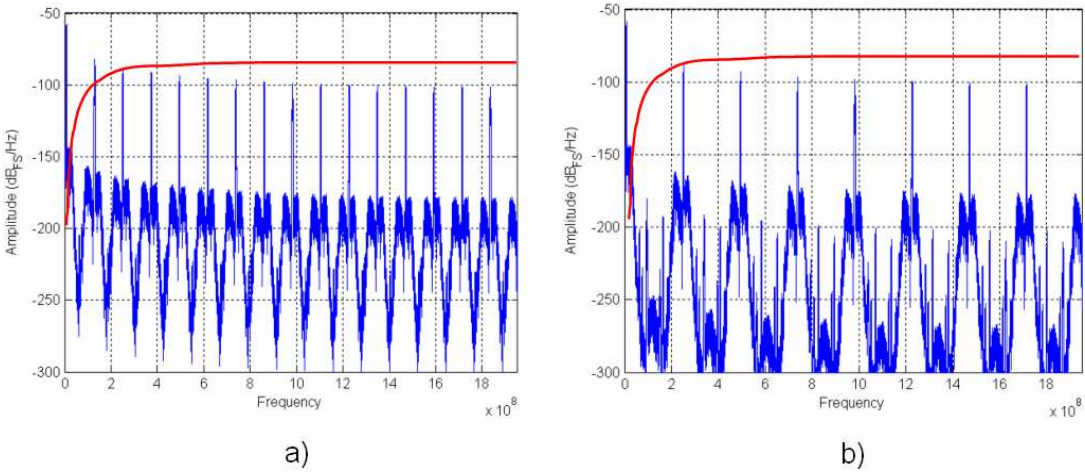 -50
-100
-150
-200
-250
-300
Amplitude (dB_FS/Hz)
0 2 4 6 8 10 12 14 16 18
Frequency
x 10^8
a)
-50
-100
-150
-200
-250
-300
Amplitude (dB_FS/Hz)
0 2 4 6 8 10 12 14 16 18
Frequency
x 10^8
b)